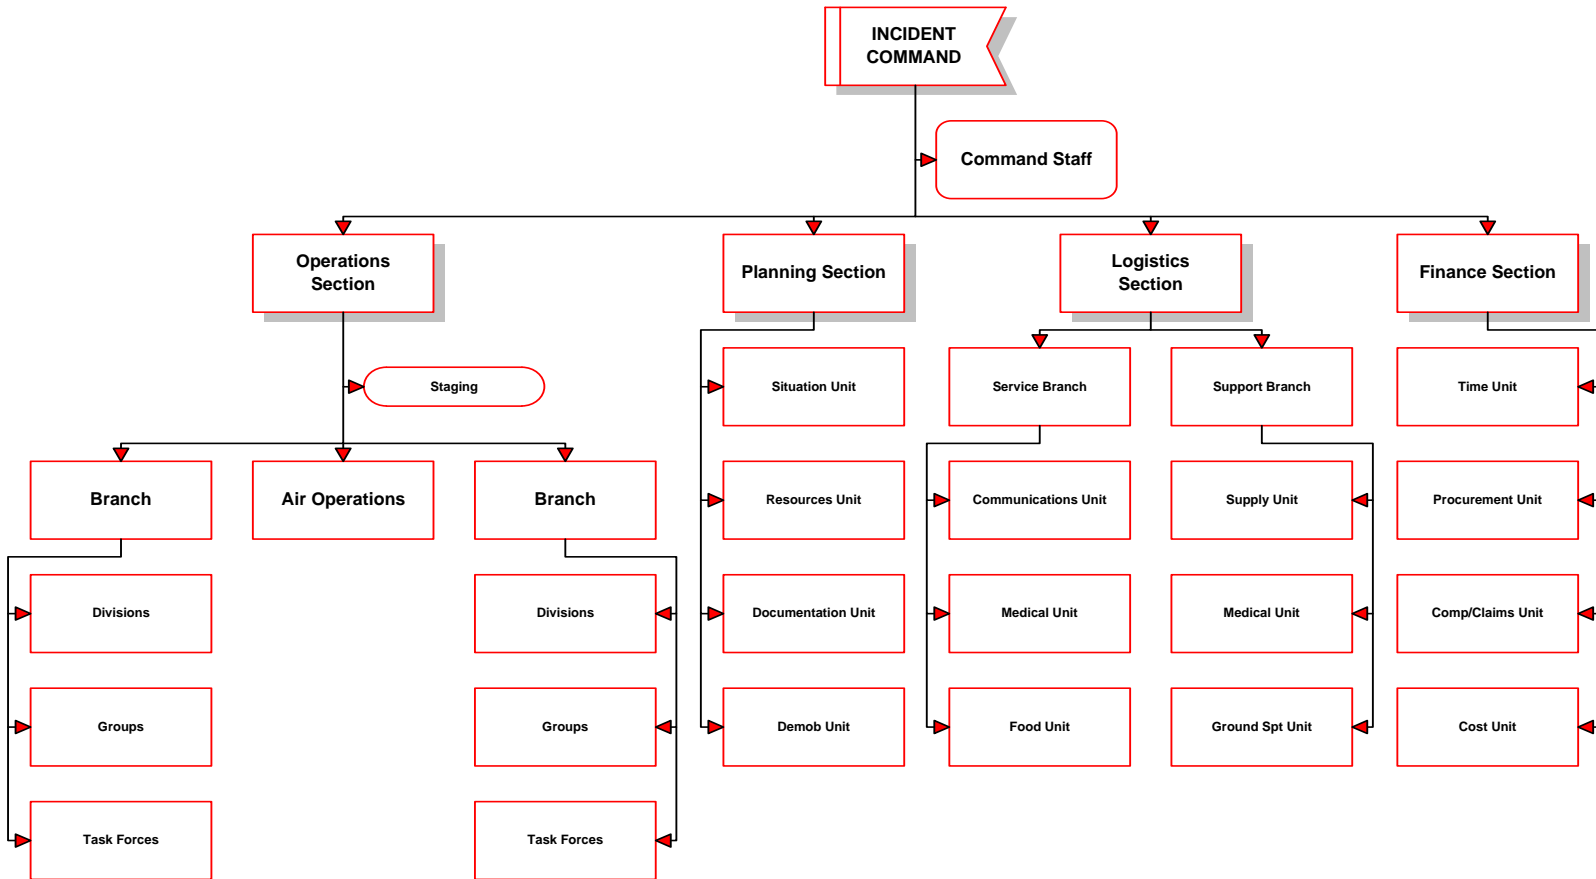 INCIDENT
COMMAND
Command Staff
Operations
Section
Planning Section
Logistics
Section
Finance Section
Situation Unit
Service Branch
Support Branch
Time Unit
Staging
Branch
Air Operations
Branch
Resources Unit
Communications Unit
Supply Unit
Procurement Unit
Divisions
Divisions
Documentation Unit
Medical Unit
Medical Unit
Comp/Claims Unit
Groups
Groups
Demob Unit
Food Unit
Ground Spt Unit
Cost Unit
Task Forces
Task Forces